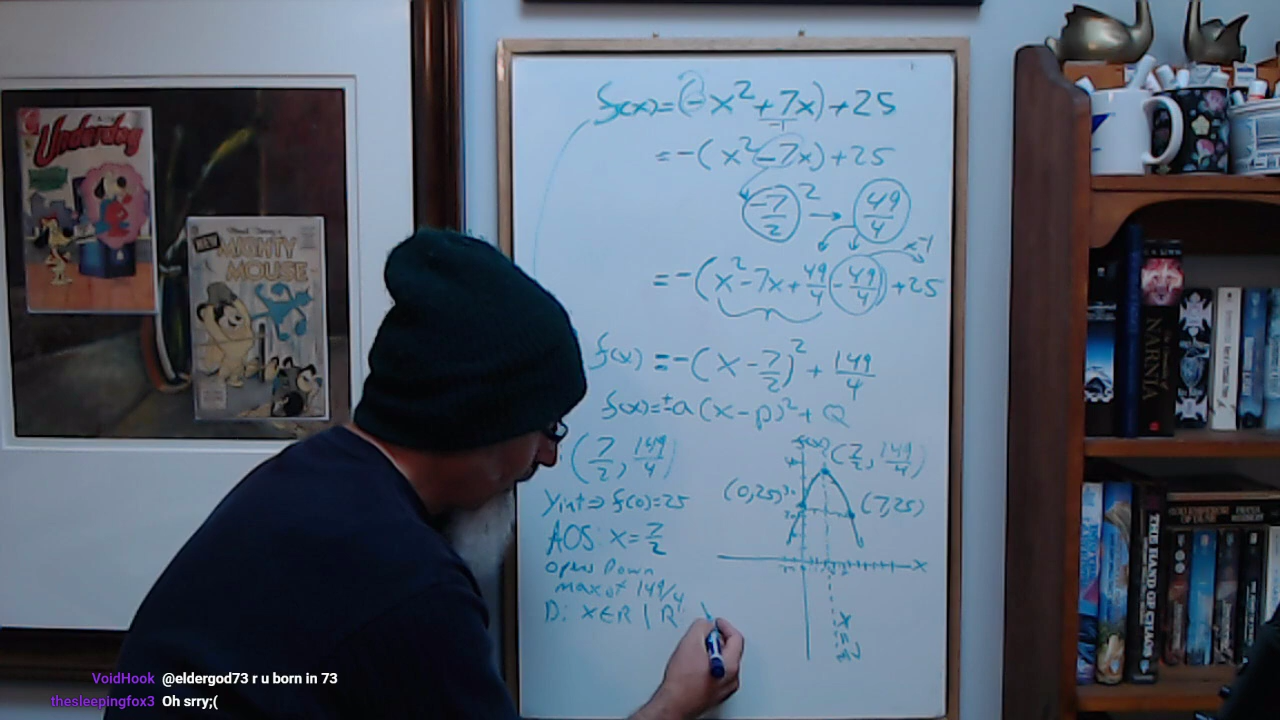 Underdog
NEW
MIGHTY
MOUSE
f(x)=(-x²+7x)+25
-1
=-(x²-7x)+25
(-7/2)² → 49/4
x-1
=-(x²-7x+49/4-49/4)+25
f(x)=-(x-7/2)²+149/4
f(x)=±a(x-p)²+Q
: (7/2, 149/4)
Yint⇒f(0)=25
AOS: x=7/2
open Down
max of 149/4
D: x∈R | R
f(x)
(7/2, 149/4)
(0,25)
(7,25)
x
NARNIA
THE HAND OF CHAOS
VoidHook @eldergod73 r u born in 73
thesleepingfox3 Oh srry;(